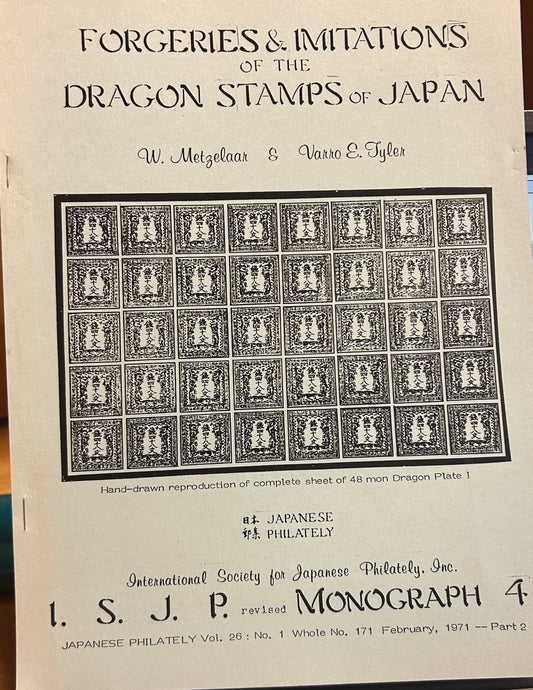 FORGERIES & IMITATIONS
OF THE
DRAGON STAMPS OF JAPAN
W. Metzelaar & Varro E. Tyler
Hand-drawn reproduction of complete sheet of 48 mon Dragon Plate I
日本 JAPANESE
郵集 PHILATELY
International Society for Japanese Philately, Inc.
I. S. J. P. revised MONOGRAPH 4
JAPANESE PHILATELY Vol. 26 : No. 1 Whole No. 171 February, 1971 -- Part 2